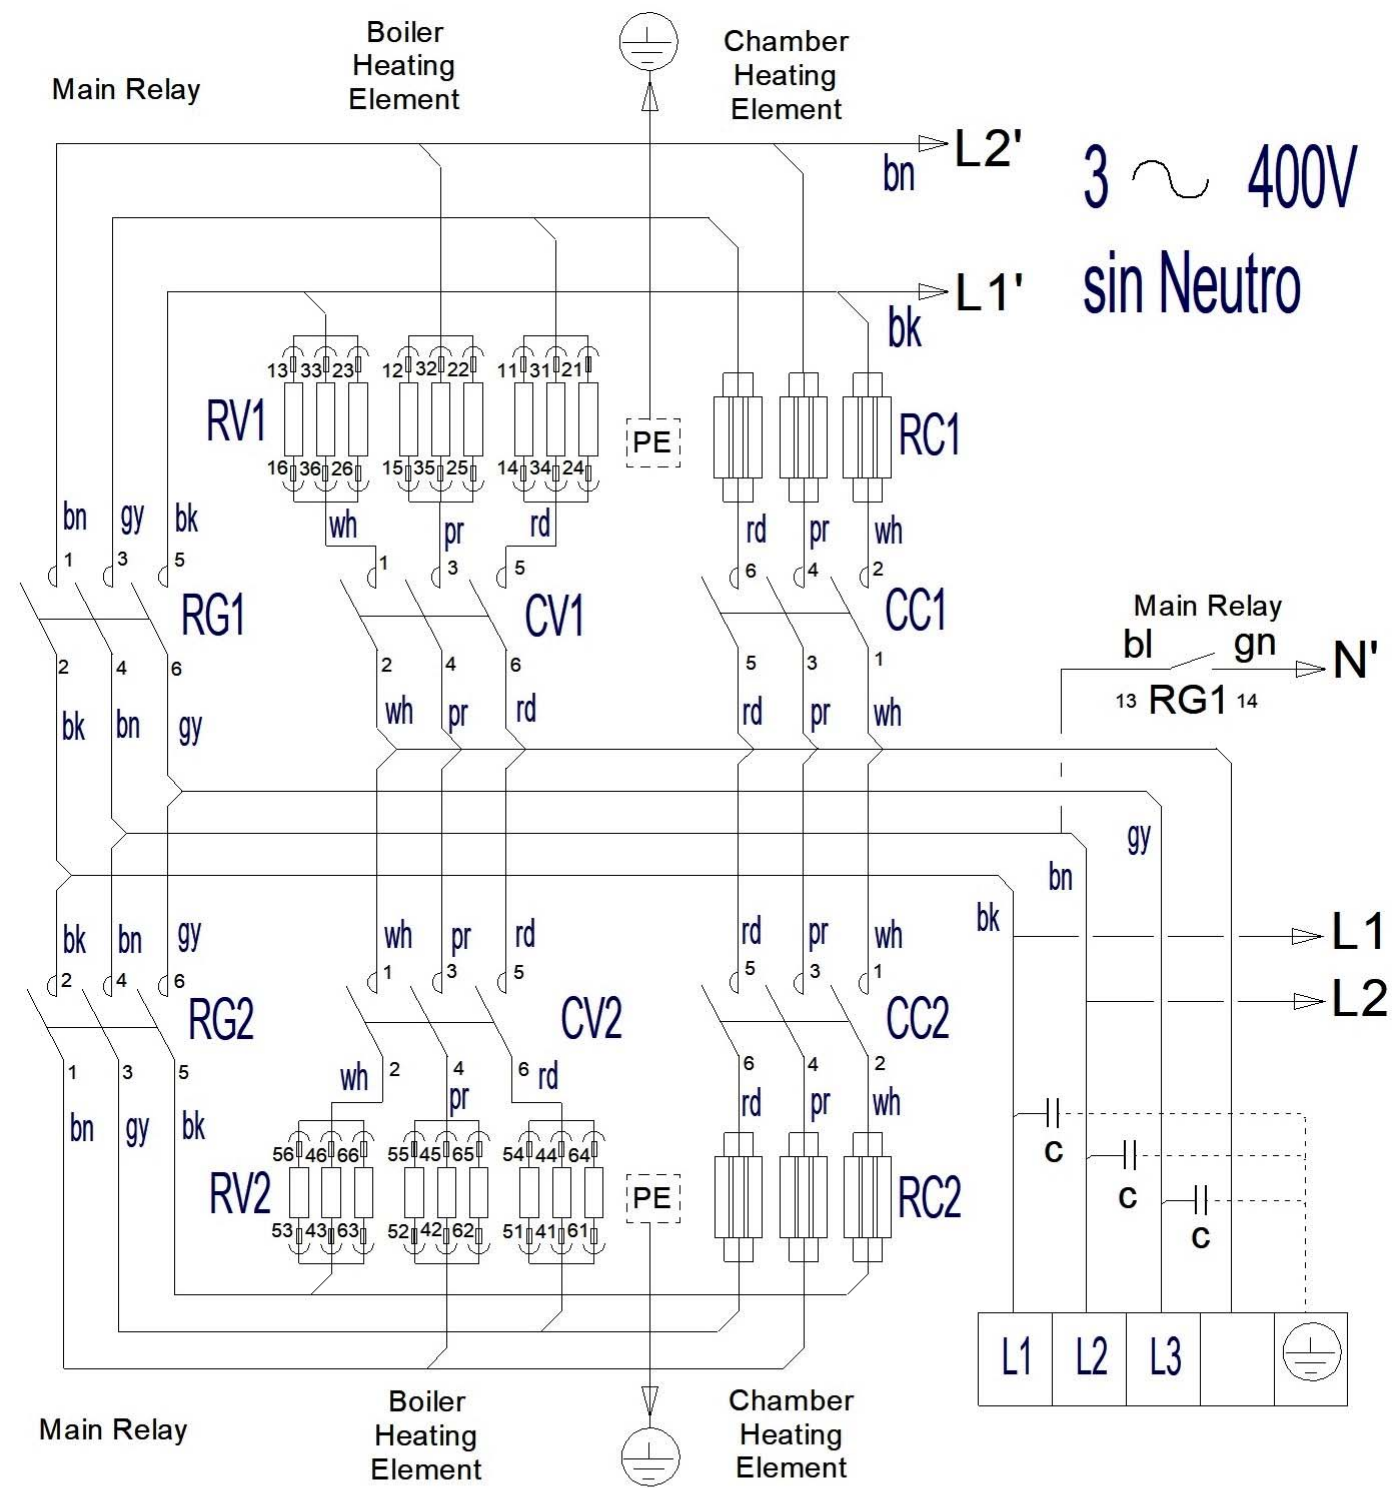 Boiler
Heating
Element
Chamber
Heating
Element
Main Relay
L2'
bn
3 400V
L1'
bk
sin Neutro
13 33 23 12 32 22 11 31 21
RV1
PE
RC1
16 36 26 15 35 25 14 34 24
bn gy bk
wh pr rd
rd pr wh
1 3 5
1 3 5
6 4 2
RG1
CV1
CC1
Main Relay
bl gn
N'
13 RG1 14
2 4 6
2 4 6
5 3 1
bk bn gy
wh pr rd
rd pr wh
gy
bn
bk
L1
L2
bk bn gy
wh pr rd
rd pr wh
2 4 6
1 3 5
5 3 1
RG2
CV2
CC2
1 3 5
2 4 6
6 4 2
bn gy bk
wh pr rd
rd pr wh
c
c
c
56 46 66 55 45 65 54 44 64
RV2
PE
RC2
53 43 63 52 42 62 51 41 61
L1 L2 L3
Main Relay
Boiler
Heating
Element
Chamber
Heating
Element